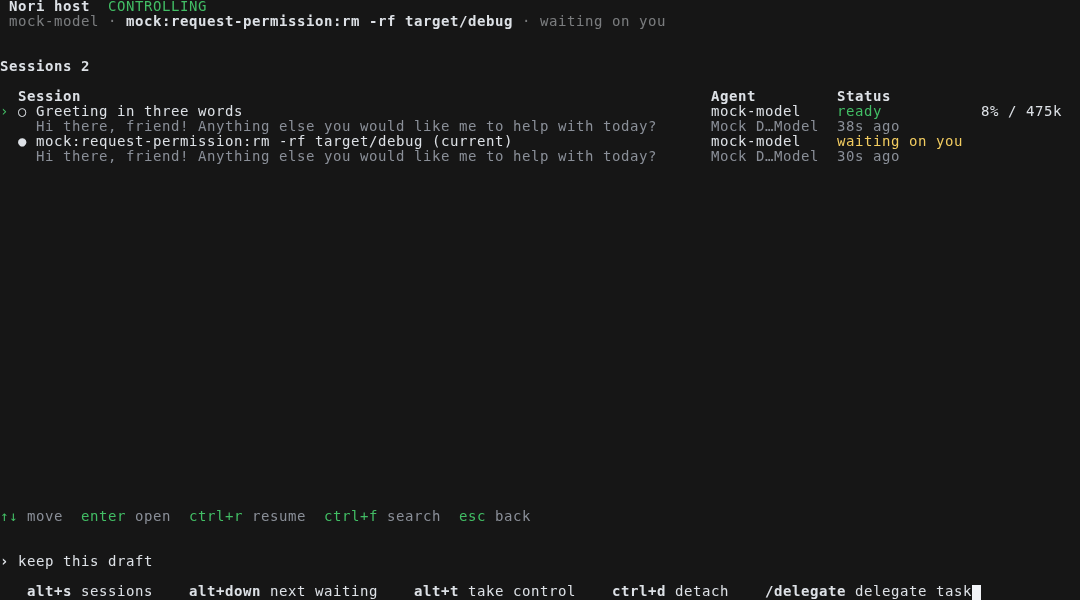 Nori host  CONTROLLING
mock-model · mock:request-permission:rm -rf target/debug · waiting on you
Sessions 2
Session  Agent  Status
› ○ Greeting in three words  mock-model  ready  8% / 475k
Hi there, friend! Anything else you would like me to help with today?  Mock D…Model  38s ago
● mock:request-permission:rm -rf target/debug (current)  mock-model  waiting on you
Hi there, friend! Anything else you would like me to help with today?  Mock D…Model  30s ago
↑↓ move  enter open  ctrl+r resume  ctrl+f search  esc back
› keep this draft
alt+s sessions    alt+down next waiting    alt+t take control    ctrl+d detach    /delegate delegate task